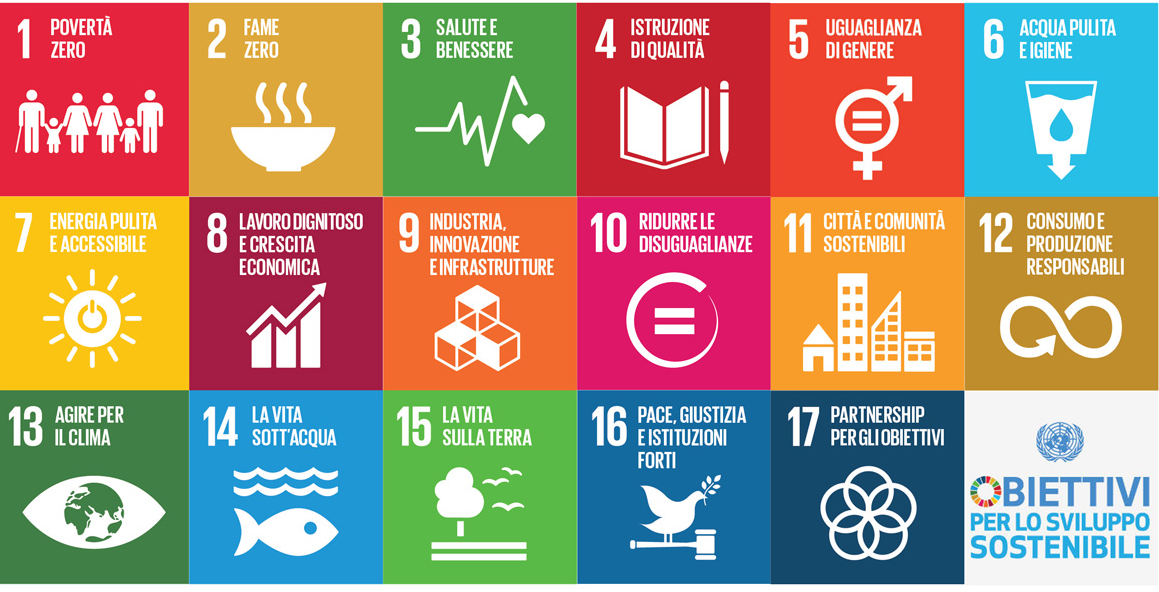 1 POVERTÀ
ZERO
2 FAME
ZERO
3 SALUTE E
BENESSERE
4 ISTRUZIONE
DI QUALITÀ
5 UGUAGLIANZA
DI GENERE
6 ACQUA PULITA
E IGIENE
7 ENERGIA PULITA
E ACCESSIBILE
8 LAVORO DIGNITOSO
E CRESCITA
ECONOMICA
9 INDUSTRIA,
INNOVAZIONE
E INFRASTRUTTURE
10 RIDURRE LE
DISUGUAGLIANZE
11 CITTÀ E COMUNITÀ
SOSTENIBILI
12 CONSUMO E
PRODUZIONE
RESPONSABILI
13 AGIRE PER
IL CLIMA
14 LA VITA
SOTT'ACQUA
15 LA VITA
SULLA TERRA
16 PACE, GIUSTIZIA
E ISTITUZIONI
FORTI
17 PARTNERSHIP
PER GLI OBIETTIVI
OBIETTIVI
PER LO SVILUPPO
SOSTENIBILE